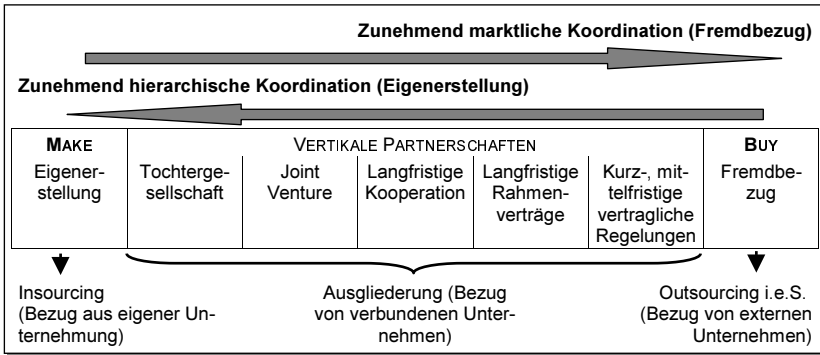 Zunehmend marktliche Koordination (Fremdbezug)
Zunehmend hierarchische Koordination (Eigenerstellung)
MAKE
Eigener-
stellung
VERTIKALE PARTNERSCHAFTEN
Tochterge-
sellschaft
Joint
Venture
Langfristige
Kooperation
Langfristige
Rahmen-
verträge
Kurz-, mit-
telfristige
vertragliche
Regelungen
BUY
Fremdbe-
zug
Insourcing
(Bezug aus eigener Un-
ternehmung)
Ausgliederung (Bezug
von verbundenen Unter-
nehmen)
Outsourcing i.e.S.
(Bezug von externen
Unternehmen)